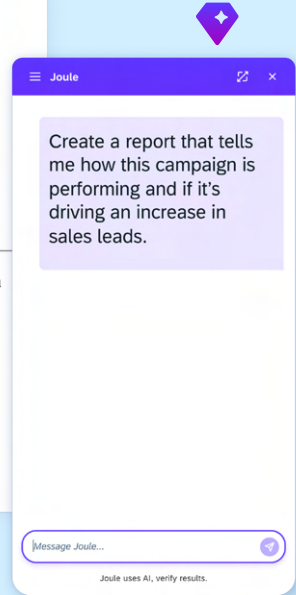 Joule
Create a report that tells
me how this campaign is
performing and if it's
driving an increase in
sales leads.
Message Joule...
Joule uses AI, verify results.